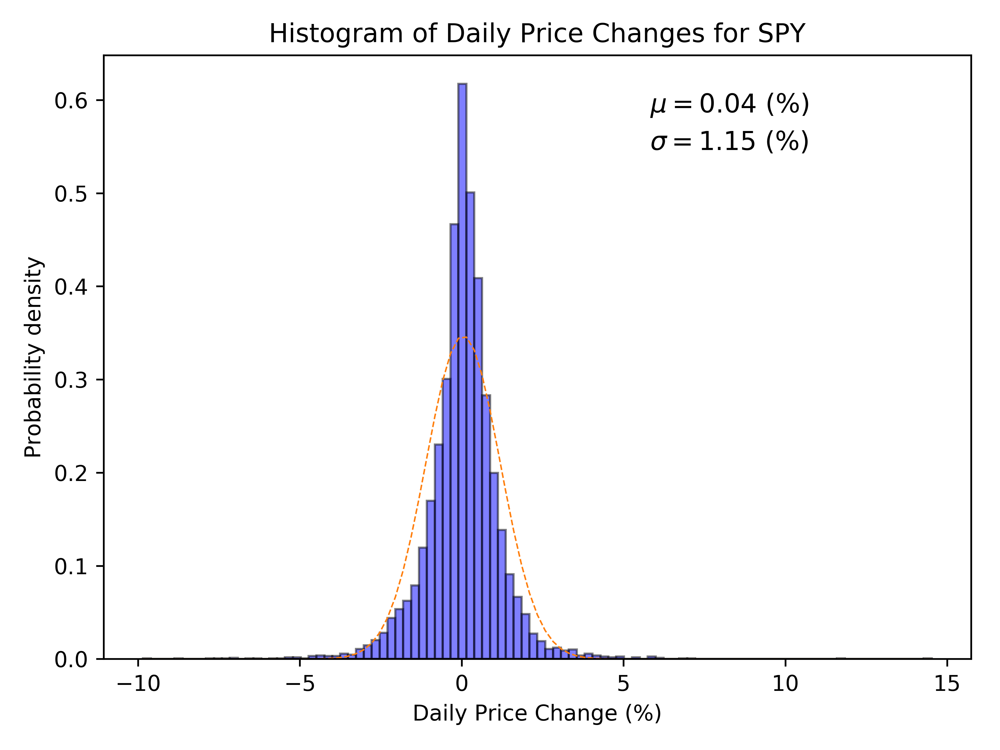 Histogram of Daily Price Changes for SPY
μ = 0.04 (%)
σ = 1.15 (%)
Probability density
0.6
0.5
0.4
0.3
0.2
0.1
0.0
−10 −5 0 5 10 15
Daily Price Change (%)